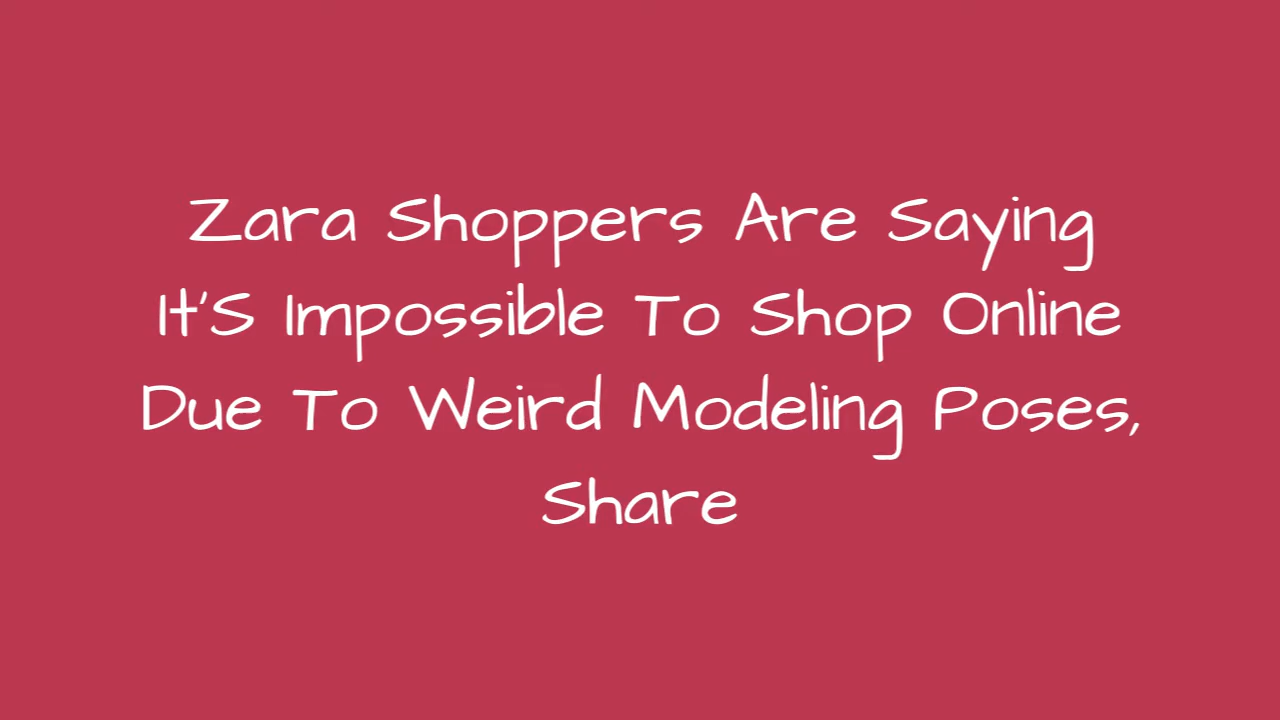 Zara Shoppers Are Saying
It'S Impossible To Shop Online
Due To Weird Modeling Poses,
Share